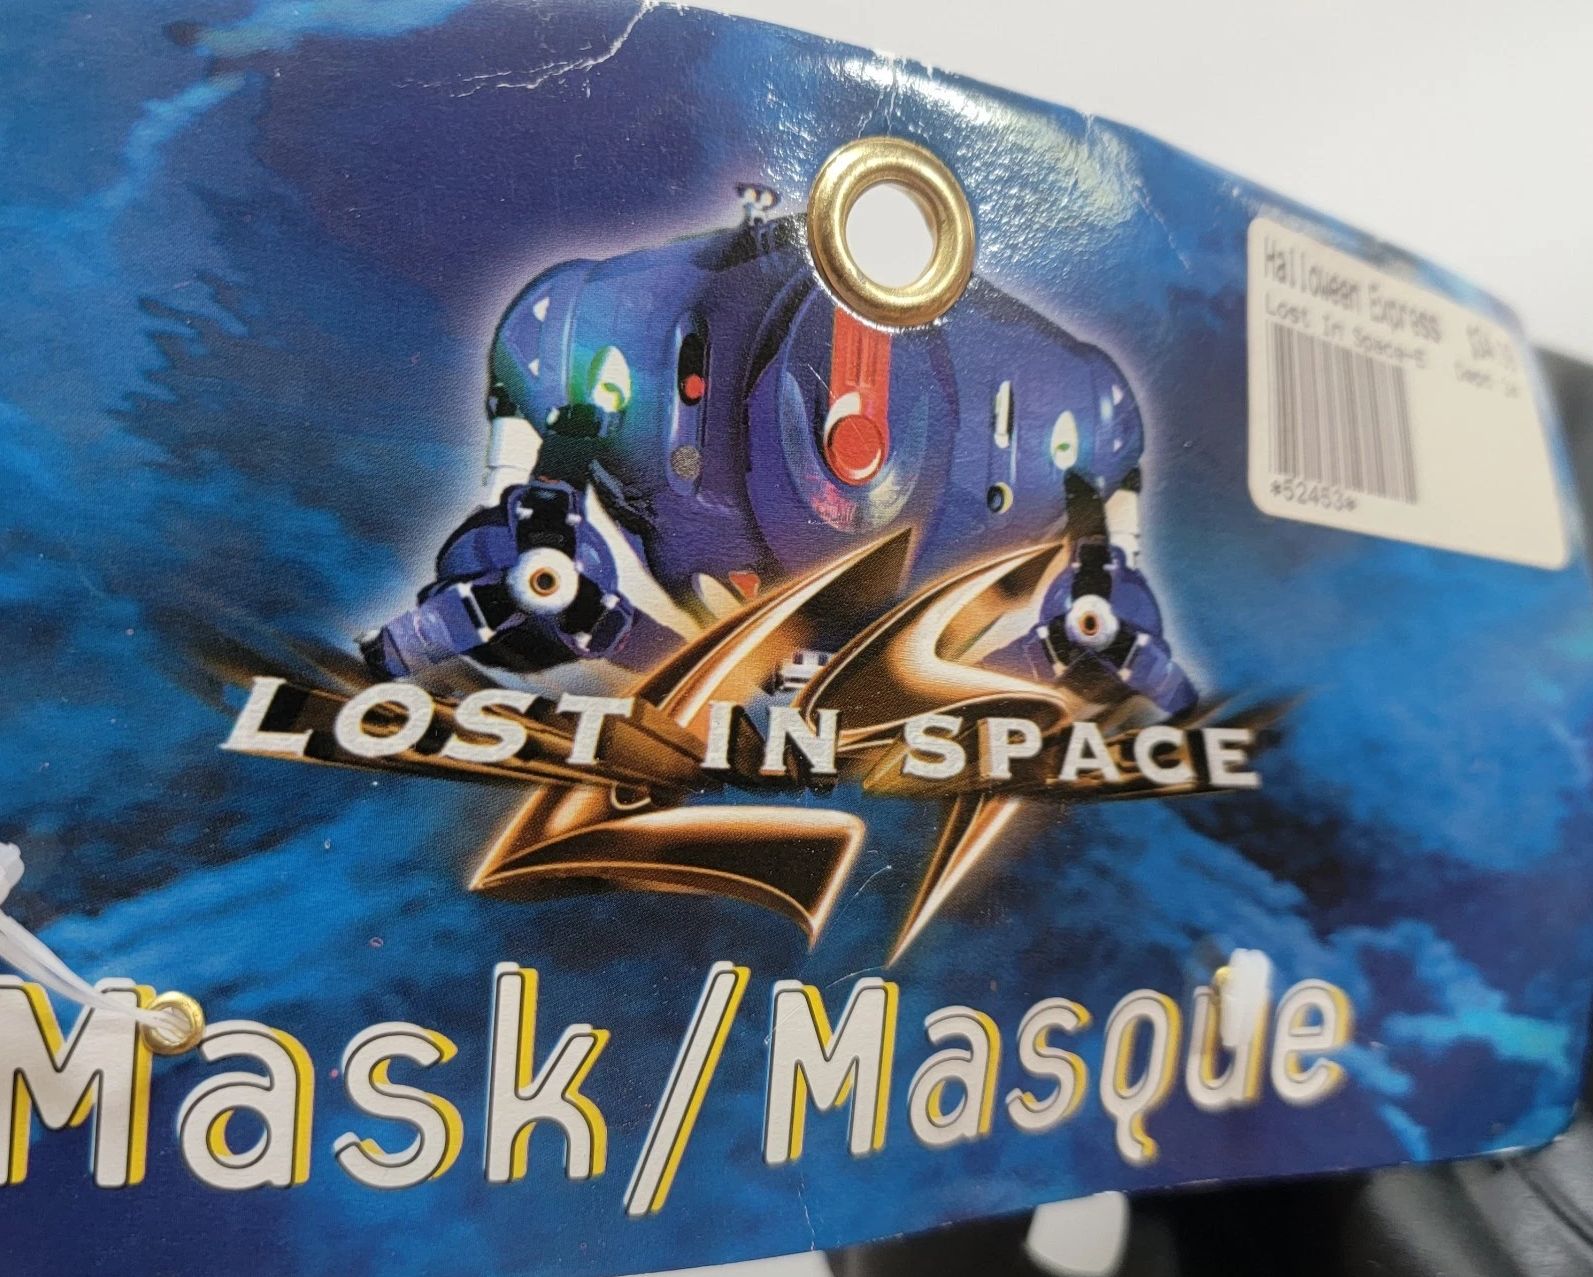 Halloween Express
Lost In Space-S
*52453*
LOST IN SPACE
Mask/Masque